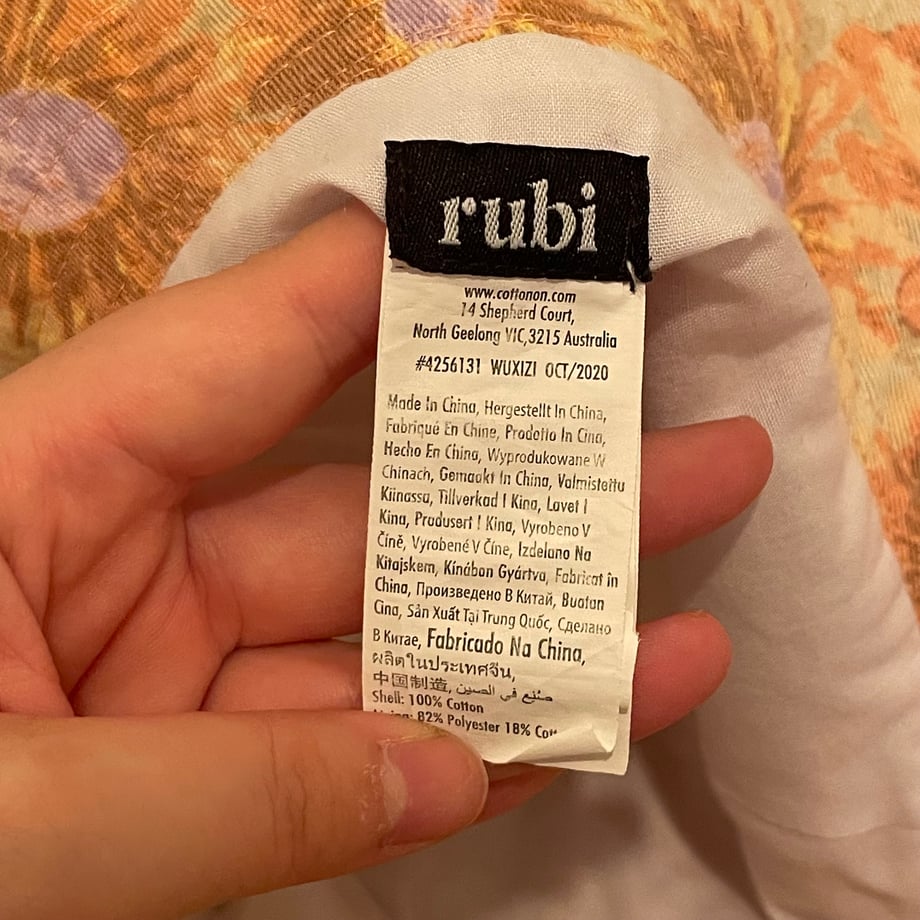 rubi
www.cottonon.com
14 Shepherd Court,
North Geelong VIC,3215 Australia
#4256131 WUXIZI OCT/2020
Made In China, Hergestellt In China,
Fabriqué En Chine, Prodotto In Cina,
Hecho En China, Wyprodukowane W
Chinach, Gemaakt In China, Valmistettu
Kiinassa, Tillverkad I Kina, Lavet I
Kina, Produsert I Kina, Vyrobeno V
Číně, Vyrobené V Číne, Izdelano Na
Kitajskem, Kínában Gyártva, Fabricat în
China, Произведено В Китай, Buatan
Cina, Sản Xuất Tại Trung Quốc, Сделано
В Китае, Fabricado Na China,
ผลิตในประเทศจีน,
中国制造, صُنع في الصين
Shell: 100% Cotton
82% Polyester 18%